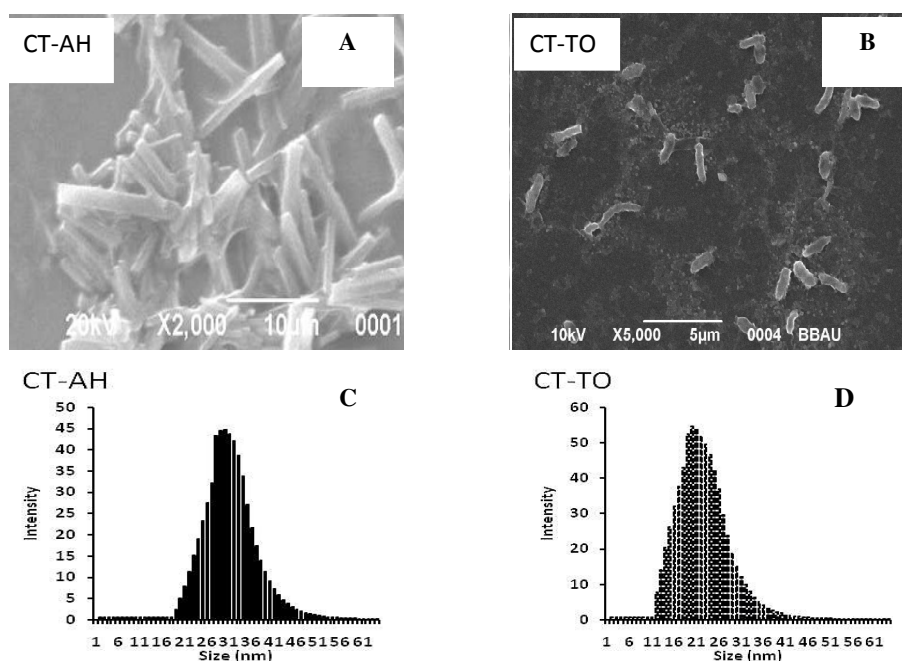 CT-AH A
20kV X2,000 10µm 0001
CT-TO B
10kV X5,000 5µm 0004 BBAU
CT-AH C
50
45
40
35
30
25
20
15
10
5
0
Intensity
1 6 11 16 21 26 31 36 41 46 51 56 61
Size (nm)
CT-TO D
60
50
40
30
20
10
0
Intensity
1 6 11 16 21 26 31 36 41 46 51 56 61
Size (nm)